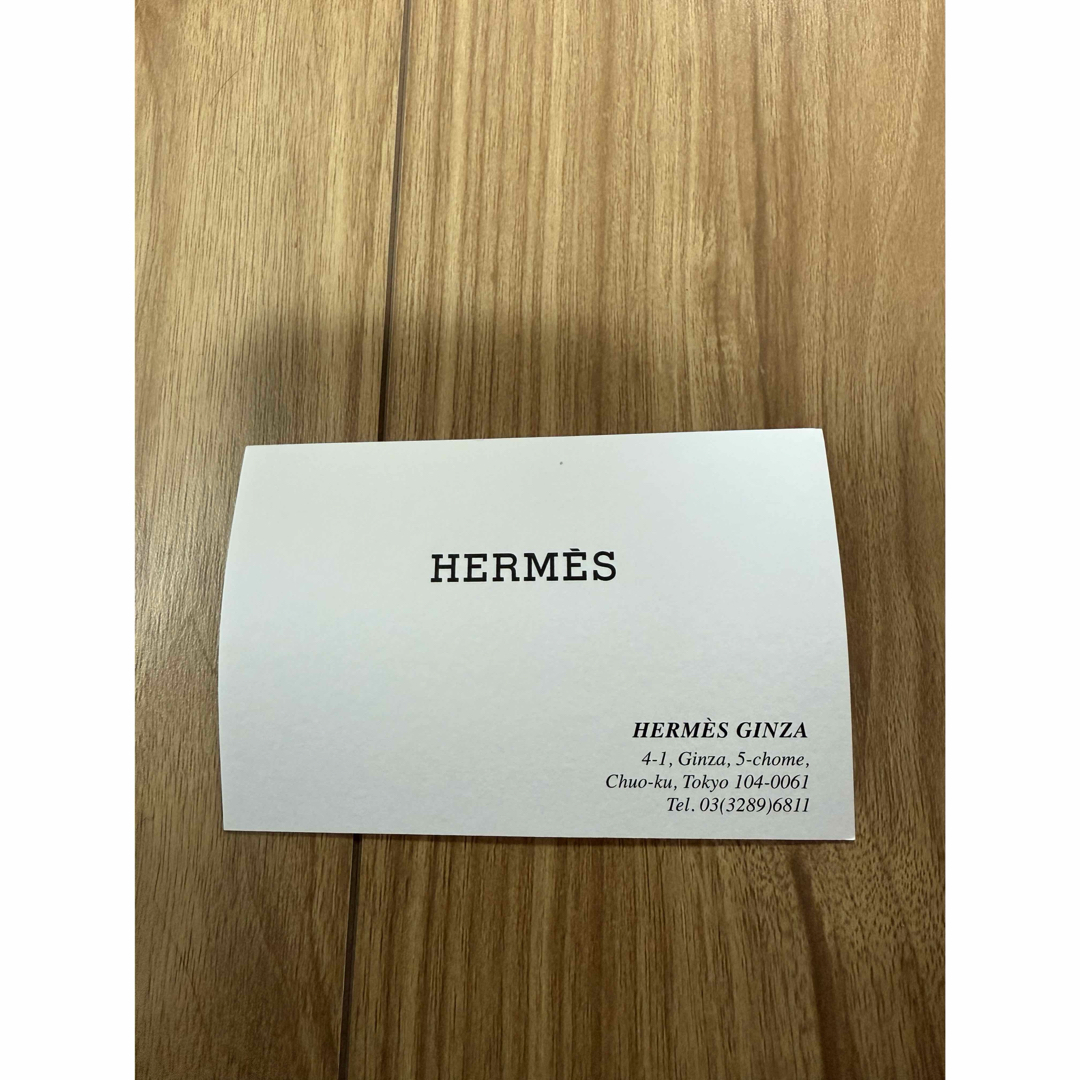 HERMÈS
HERMÈS GINZA
4-1, Ginza, 5-chome,
Chuo-ku, Tokyo 104-0061
Tel. 03(3289)6811